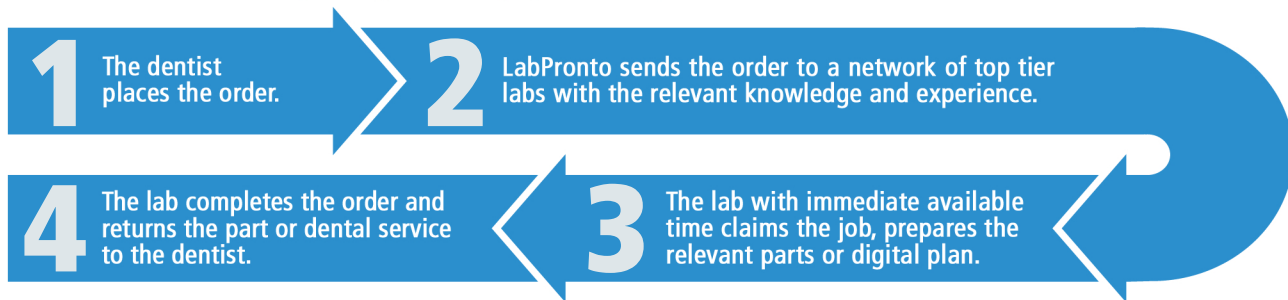 1
The dentist
places the order.
2
LabPronto sends the order to a network of top tier
labs with the relevant knowledge and experience.
3
The lab with immediate available
time claims the job, prepares the
relevant parts or digital plan.
4
The lab completes the order and
returns the part or dental service
to the dentist.